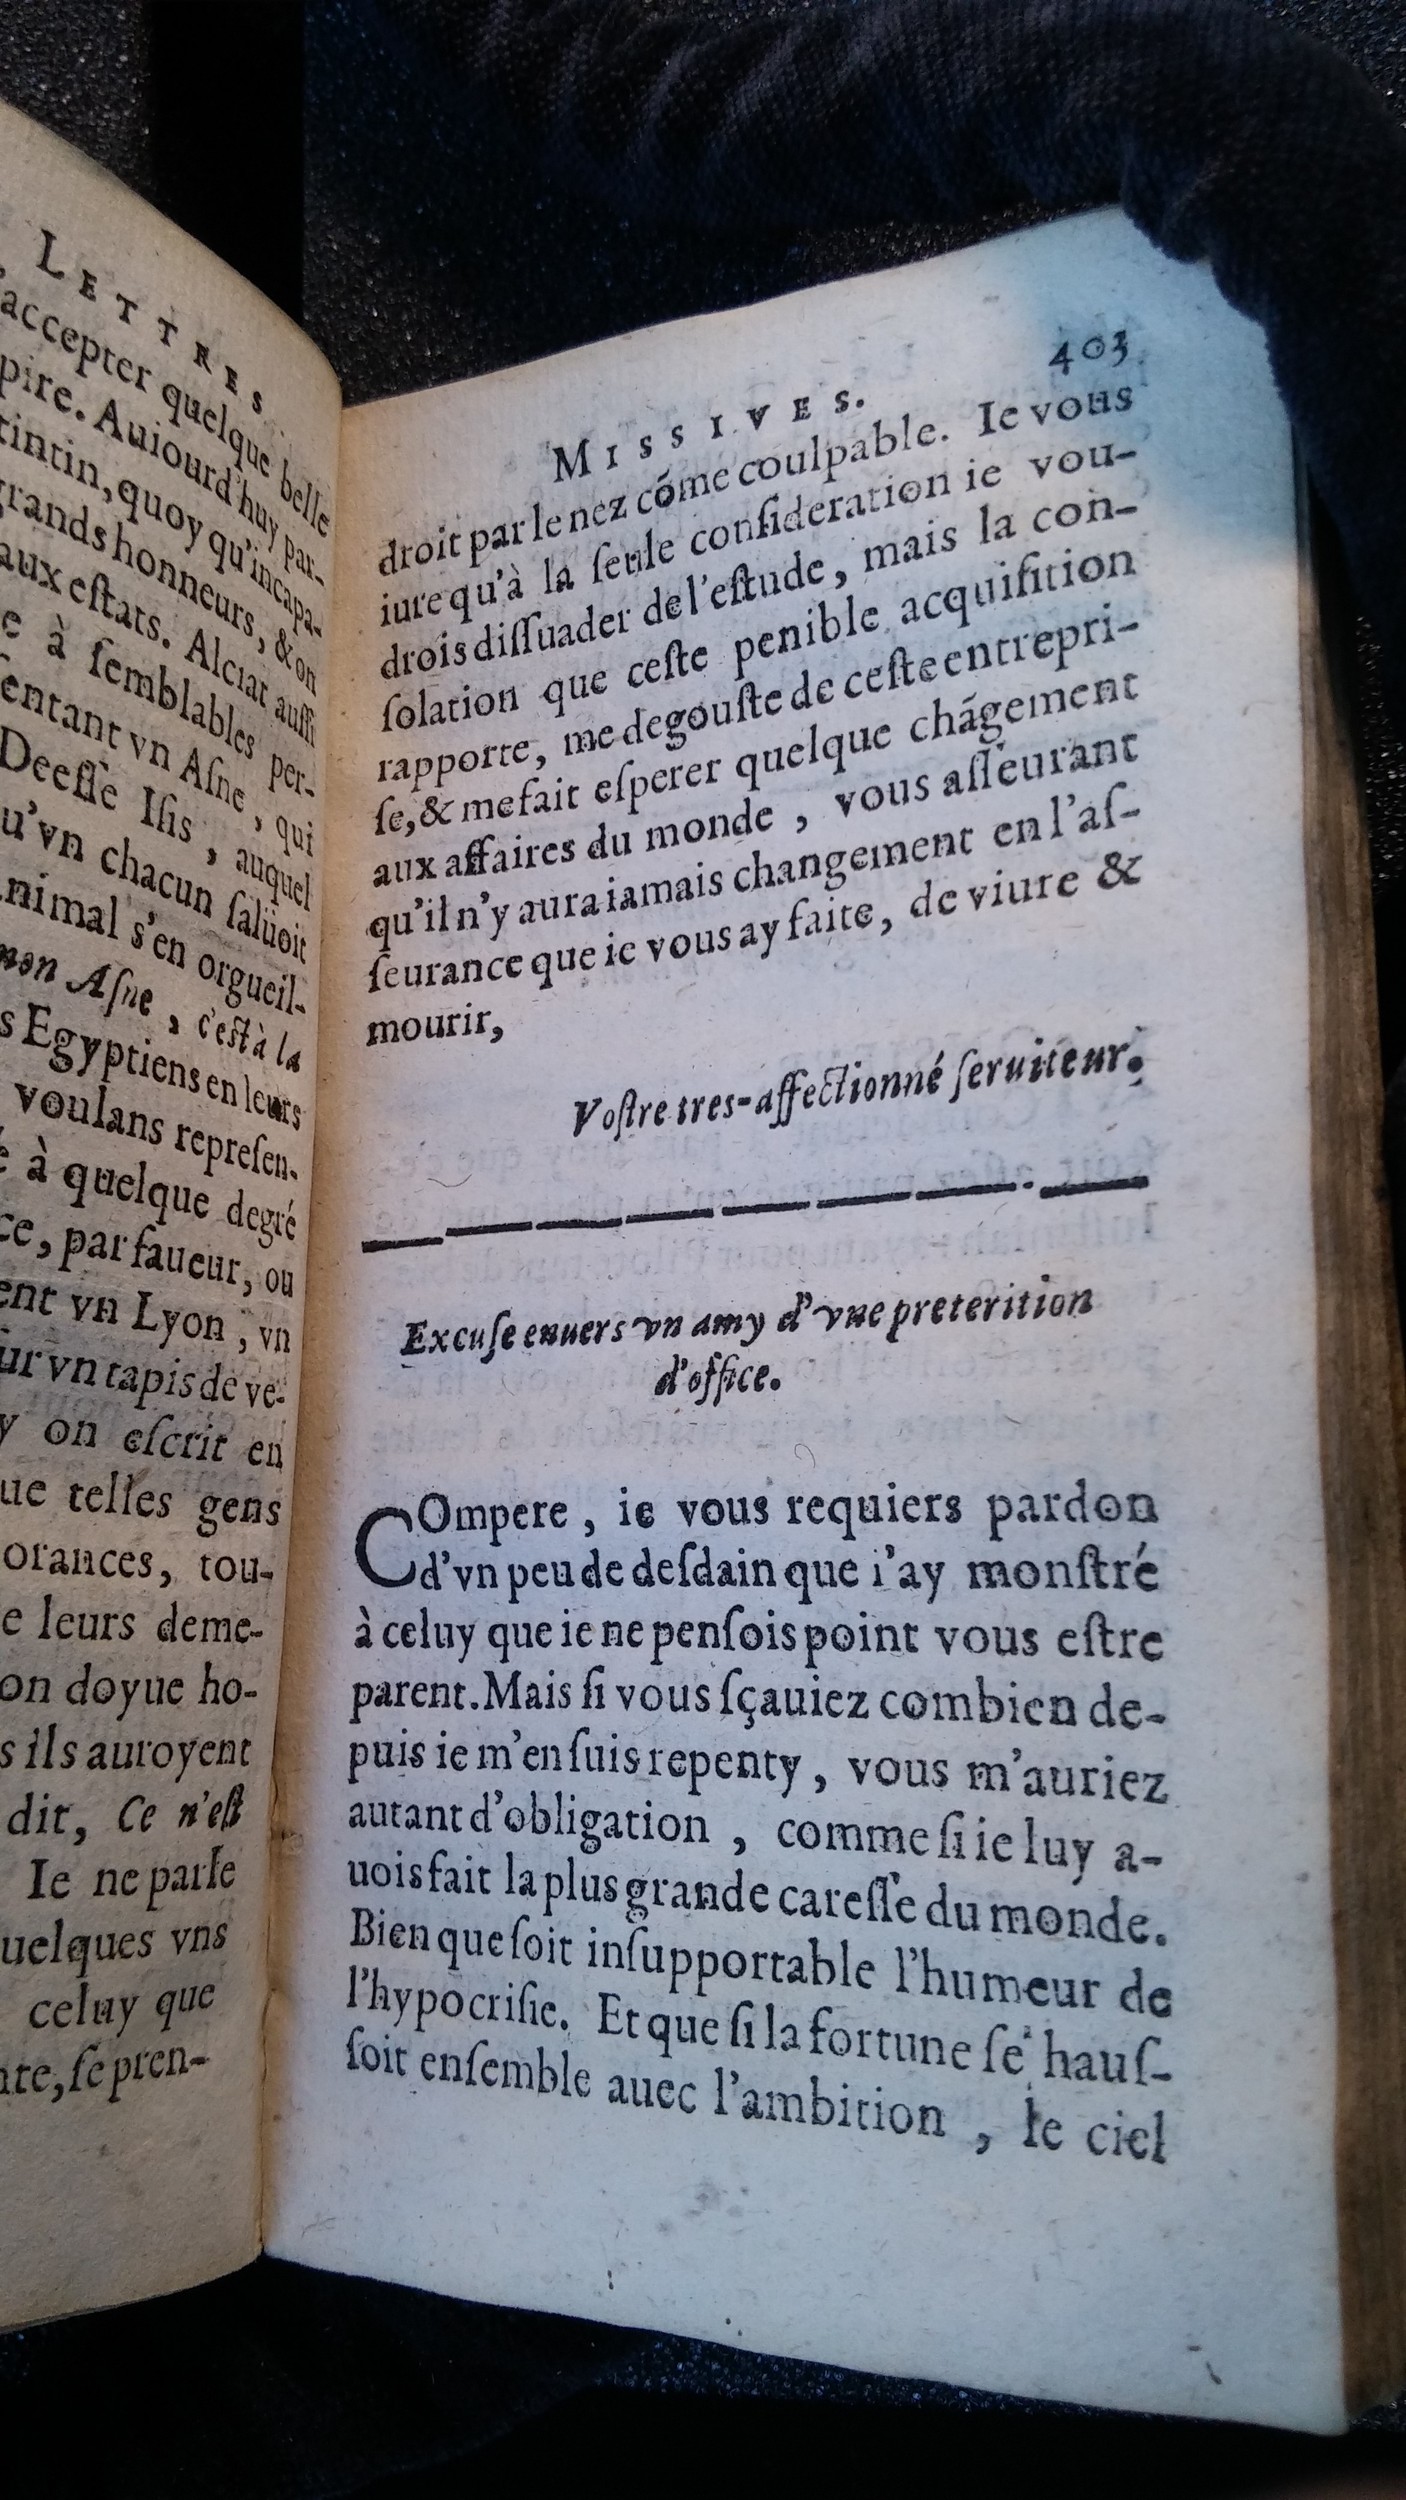 LETTRES
accepter quelque belle
pire. Auiourd'huy par-
tintin, quoy qu'incapa-
grands honneurs, & on
aux estats. Alciat aussi
e à ſemblables per-
ſentant vn Aſne, qui
Deeſſe Iſis, auquel
u'vn chacun ſalüoit
nimal s'en orgueil-
mon Aſne, c'est à la
s Egyptiens en leurs
voulans repreſen-
é à quelque degré
ce, par faueur, ou
ent vn Lyon, vn
ur vn tapis de ve-
y on eſcrit en
ue telles gens
orances, tou-
e leurs deme-
on doyue ho-
s ils auroyent
dit, Ce n'est
Ie ne parle
uelques vns
celuy que
nte, ſe pren-
MISSIVES. 403
droit par le nez cõme coulpable. Ie vous
iure qu'à la ſeule conſideration ie vou-
drois diſſuader de l'eſtude, mais la con-
ſolation que ceſte penible acquiſition
rapporte, me degouſte de ceſte entrepri-
ſe, & me fait eſperer quelque chãgement
aux affaires du monde, vous aſſeurant
qu'il n'y aura iamais changement en l'aſ-
ſeurance que ie vous ay faite, de viure &
mourir,
Voſtre tres-affectionné ſeruiteur.
Excuſe enuers vn amy d'vne preterition
d'office.
COmpere, ie vous requiers pardon
d'vn peu de deſdain que i'ay monſtré
à celuy que ie ne penſois point vous eſtre
parent. Mais ſi vous ſçauiez combien de-
puis ie m'en ſuis repenty, vous m'auriez
autant d'obligation, comme ſi ie luy a-
uois fait la plus grande careſſe du monde.
Bien que ſoit inſupportable l'humeur de
l'hypocriſie. Et que ſi la fortune ſe hauſ-
ſoit enſemble auec l'ambition, le ciel